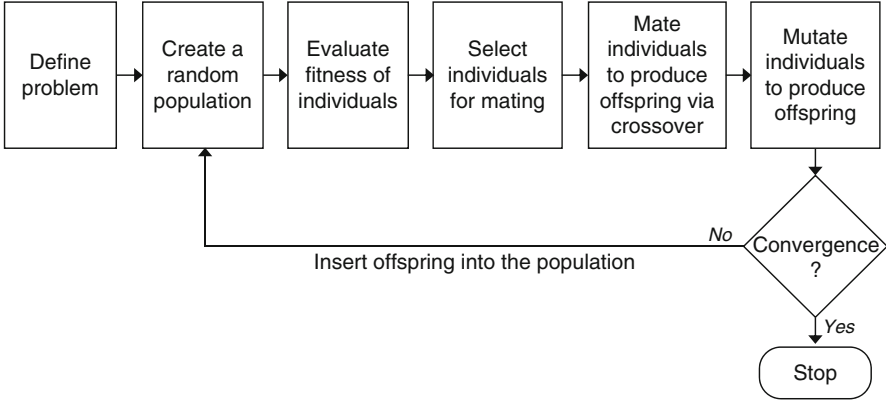 Define
problem
Create a
random
population
Evaluate
fitness of
individuals
Select
individuals
for mating
Mate
individuals
to produce
offspring via
crossover
Mutate
individuals
to produce
offspring
No
Convergence
?
Insert offspring into the population
Yes
Stop